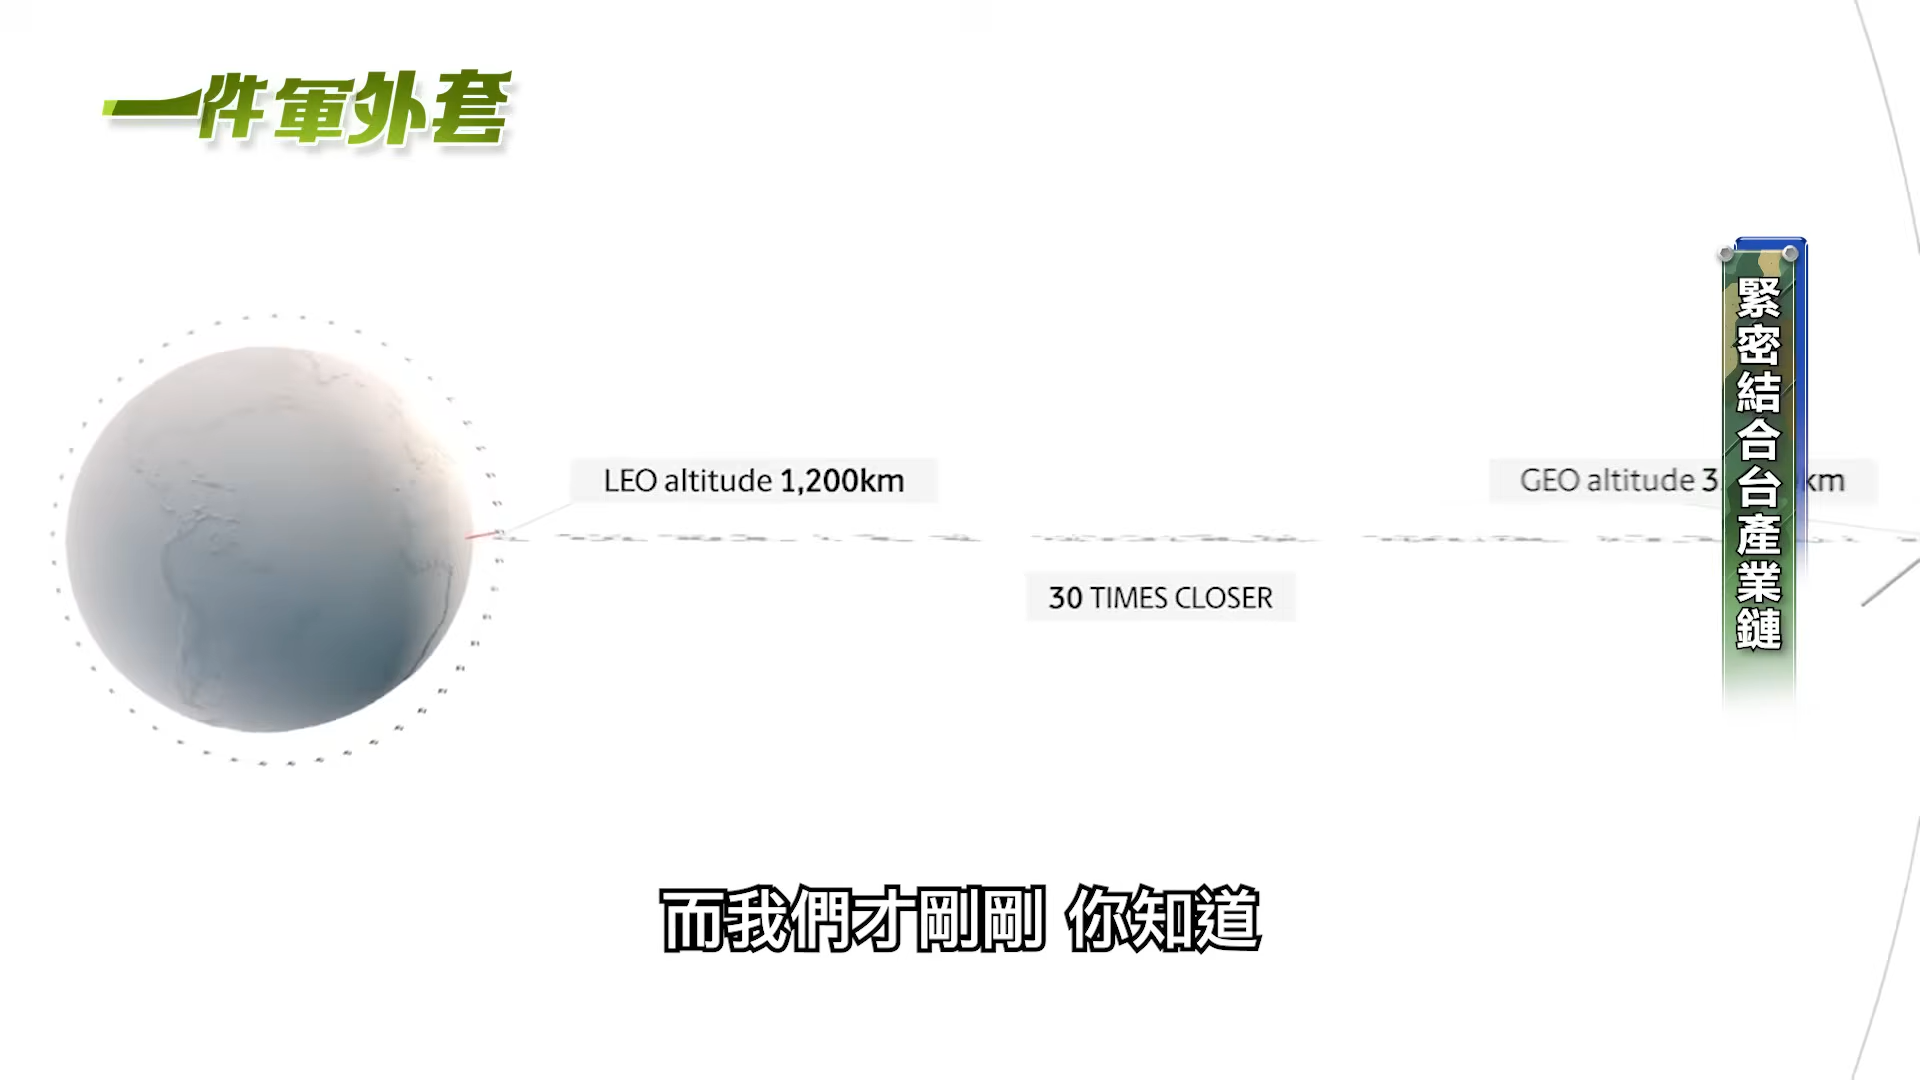 一件軍外套
緊密結合台產業鏈
LEO altitude 1,200km
GEO altitude 3 km
30 TIMES CLOSER
而我們才剛剛 你知道